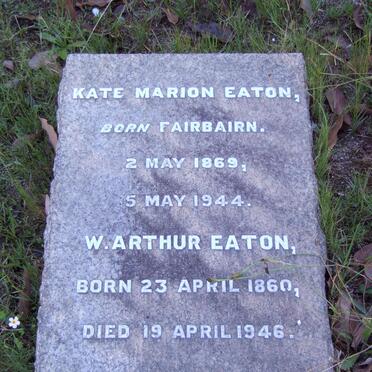 KATE MARION EATON,
BORN FAIRBAIRN.
2 MAY 1869,
5 MAY 1944.
W. ARTHUR EATON,
BORN 23 APRIL 1860,
DIED 19 APRIL 1946.